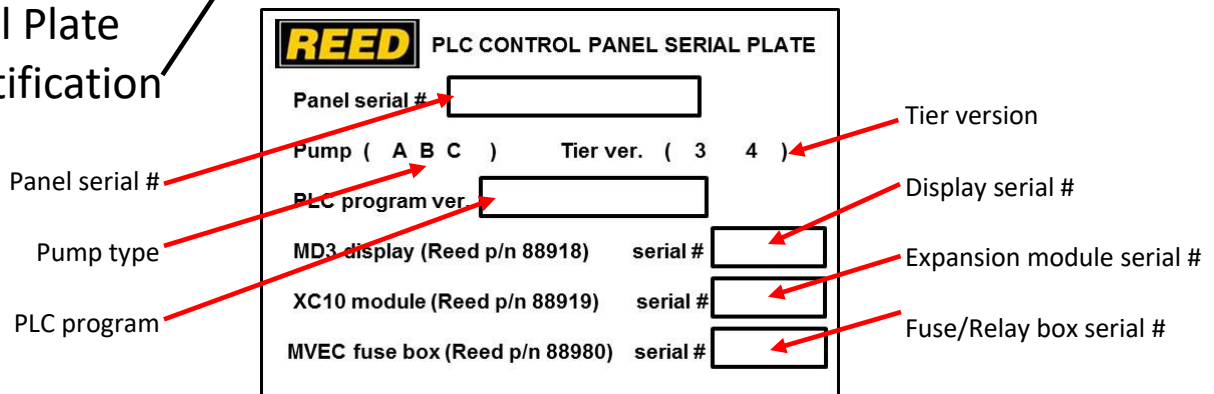 l Plate
tification
REED PLC CONTROL PANEL SERIAL PLATE
Panel serial #
Pump ( A B C ) Tier ver. ( 3 4 )
PLC program ver.
MD3 display (Reed p/n 88918) serial #
XC10 module (Reed p/n 88919) serial #
MVEC fuse box (Reed p/n 88980) serial #
Panel serial #
Pump type
PLC program
Tier version
Display serial #
Expansion module serial #
Fuse/Relay box serial #